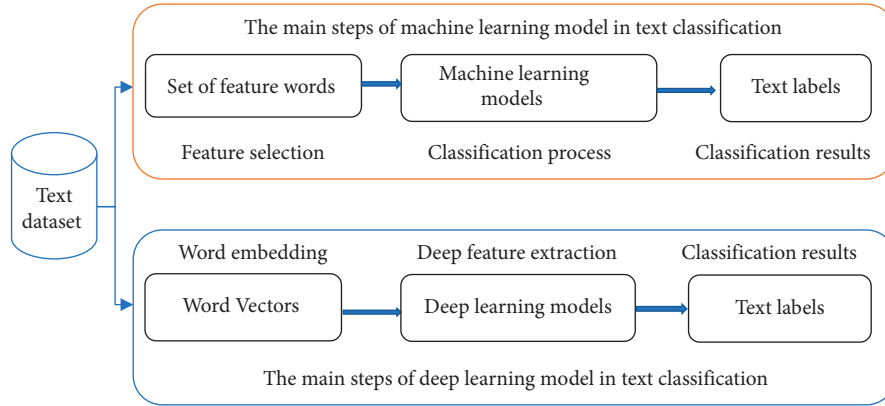 The main steps of machine learning model in text classification
Set of feature words
Machine learning
models
Text labels
Feature selection
Classification process
Classification results
Text
dataset
Word embedding
Deep feature extraction
Classification results
Word Vectors
Deep learning models
Text labels
The main steps of deep learning model in text classification